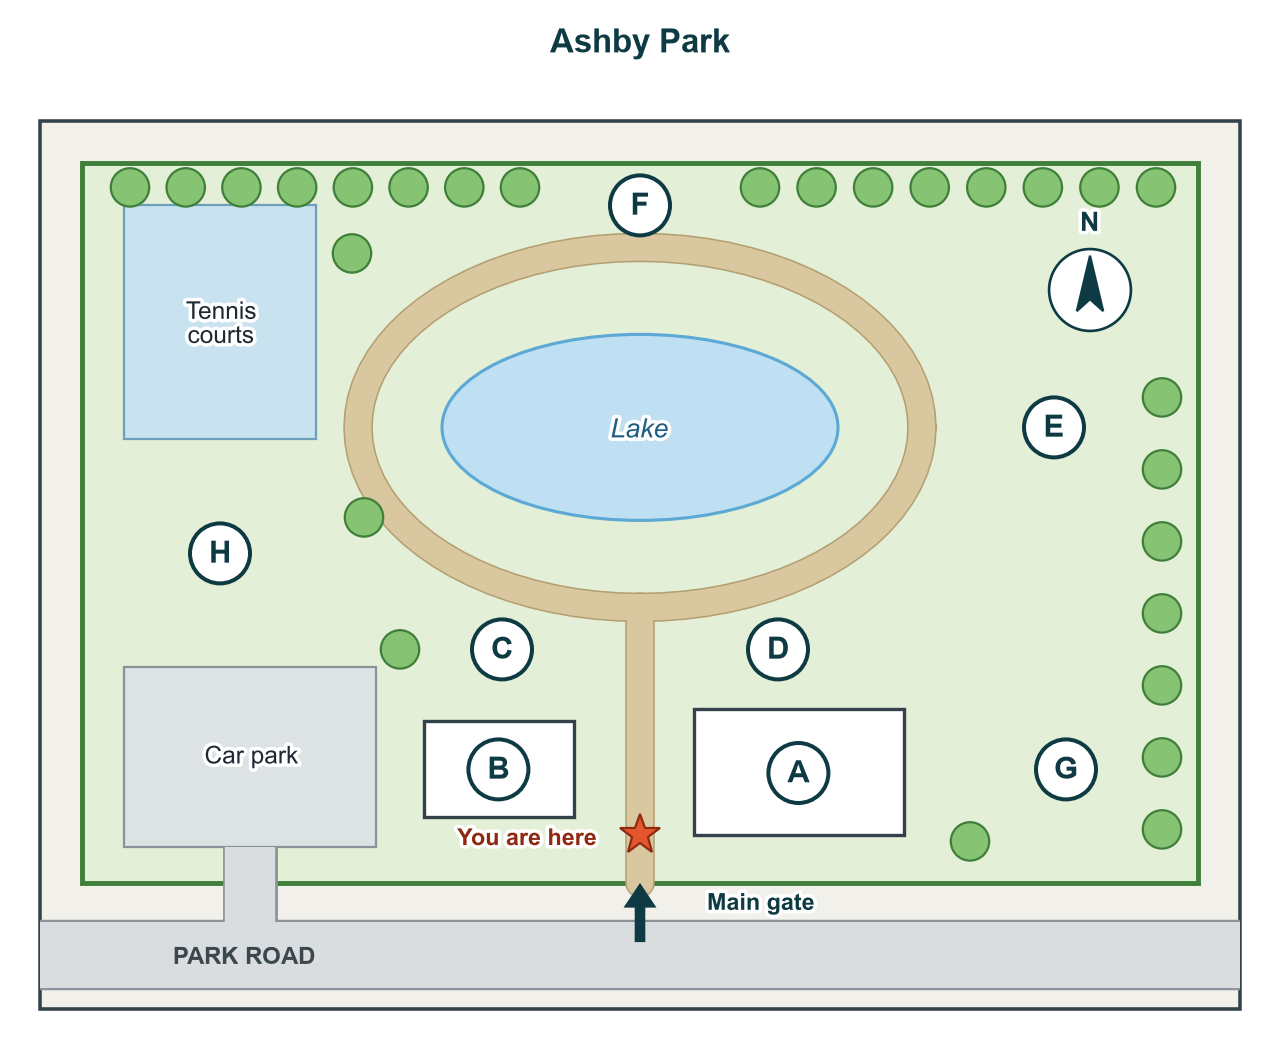 Ashby Park
F
N
Tennis
courts
Lake
E
H
C
D
Car park
B
A
G
You are here
Main gate
PARK ROAD